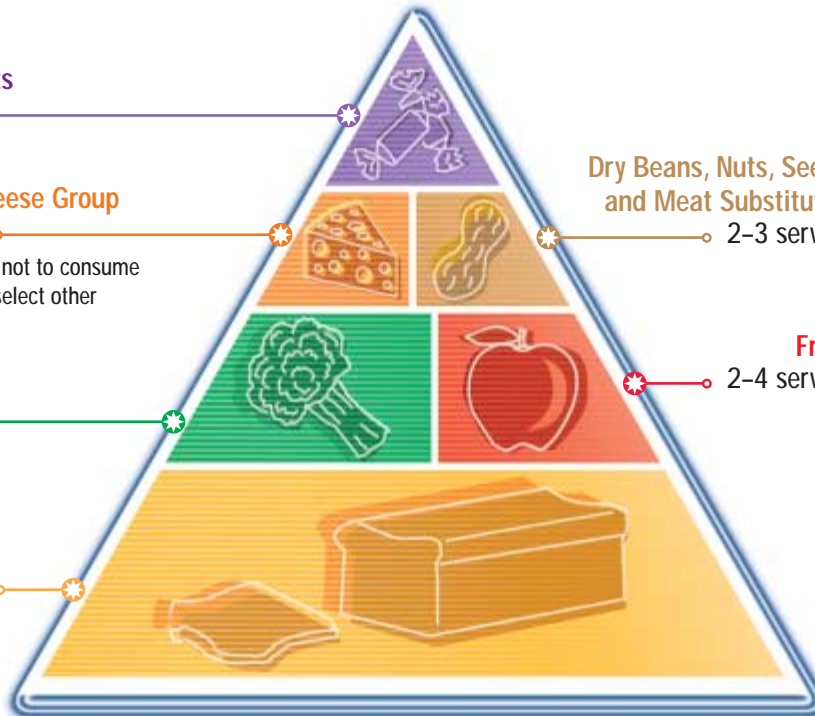 eese Group
not to consume
select other
Dry Beans, Nuts, See
and Meat Substitut
2–3 serv
Fr
2–4 serv